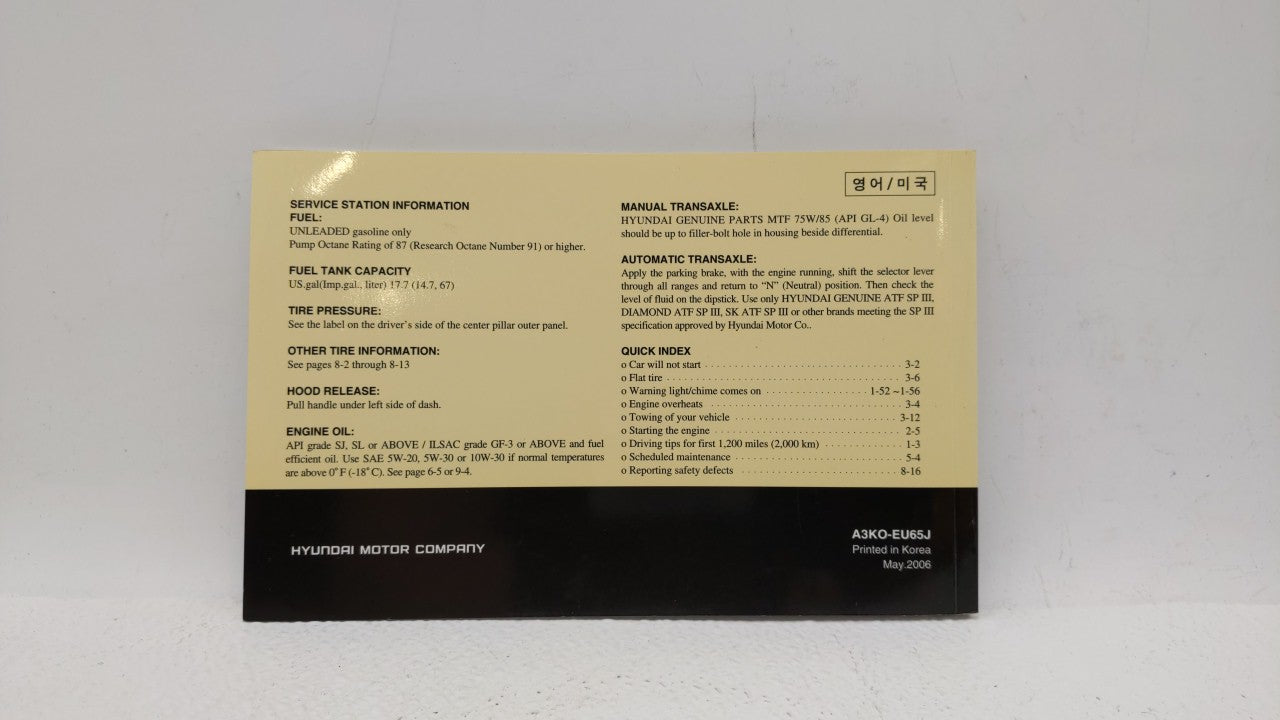 SERVICE STATION INFORMATION
FUEL:
UNLEADED gasoline only
Pump Octane Rating of 87 (Research Octane Number 91) or higher.
FUEL TANK CAPACITY
US.gal(Imp.gal., liter) 17.7 (14.7, 67)
TIRE PRESSURE:
See the label on the driver's side of the center pillar outer panel.
OTHER TIRE INFORMATION:
See pages 8-2 through 8-13
HOOD RELEASE:
Pull handle under left side of dash.
ENGINE OIL:
API grade SJ, SL or ABOVE / ILSAC grade GF-3 or ABOVE and fuel
efficient oil. Use SAE 5W-20, 5W-30 or 10W-30 if normal temperatures
are above 0°F (-18°C). See page 6-5 or 9-4.
영어/미국
MANUAL TRANSAXLE:
HYUNDAI GENUINE PARTS MTF 75W/85 (API GL-4) Oil level
should be up to filler-bolt hole in housing beside differential.
AUTOMATIC TRANSAXLE:
Apply the parking brake, with the engine running, shift the selector lever
through all ranges and return to “N” (Neutral) position. Then check the
level of fluid on the dipstick. Use only HYUNDAI GENUINE ATF SP III,
DIAMOND ATF SP III, SK ATF SP III or other brands meeting the SP III
specification approved by Hyundai Motor Co..
QUICK INDEX
o Car will not start 3-2
o Flat tire 3-6
o Warning light/chime comes on 1-52 ~1-56
o Engine overheats 3-4
o Towing of your vehicle 3-12
o Starting the engine 2-5
o Driving tips for first 1,200 miles (2,000 km) 1-3
o Scheduled maintenance 5-4
o Reporting safety defects 8-16
HYUNDAI MOTOR COMPANY
A3KO-EU65J
Printed in Korea
May.2006